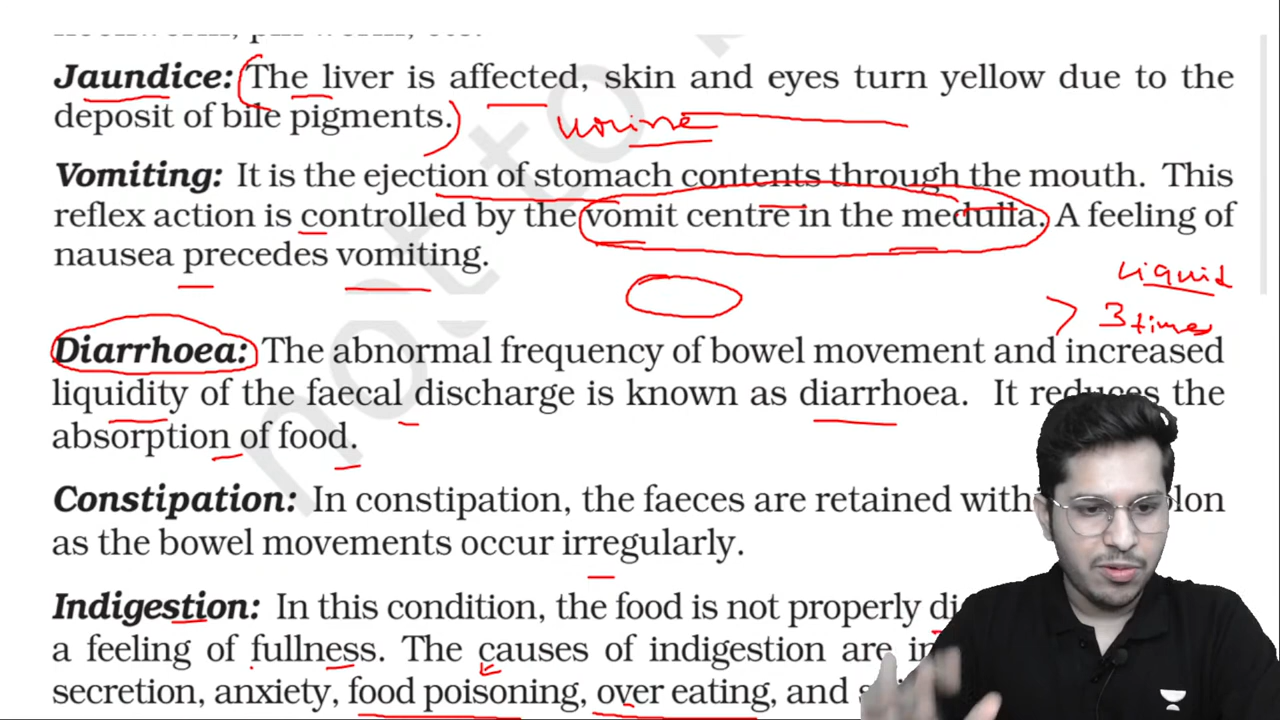 Jaundice: The liver is affected, skin and eyes turn yellow due to the
deposit of bile pigments.
Vomiting: It is the ejection of stomach contents through the mouth. This
reflex action is controlled by the vomit centre in the medulla. A feeling of
nausea precedes vomiting.
liquid
> 3 times
Diarrhoea: The abnormal frequency of bowel movement and increased
liquidity of the faecal discharge is known as diarrhoea. It reduces the
absorption of food.
Constipation: In constipation, the faeces are retained
as the bowel movements occur irregularly.
Indigestion: In this condition, the food is not properly
a feeling of fullness. The causes of indigestion are
secretion, anxiety, food poisoning, over eating, and
not to